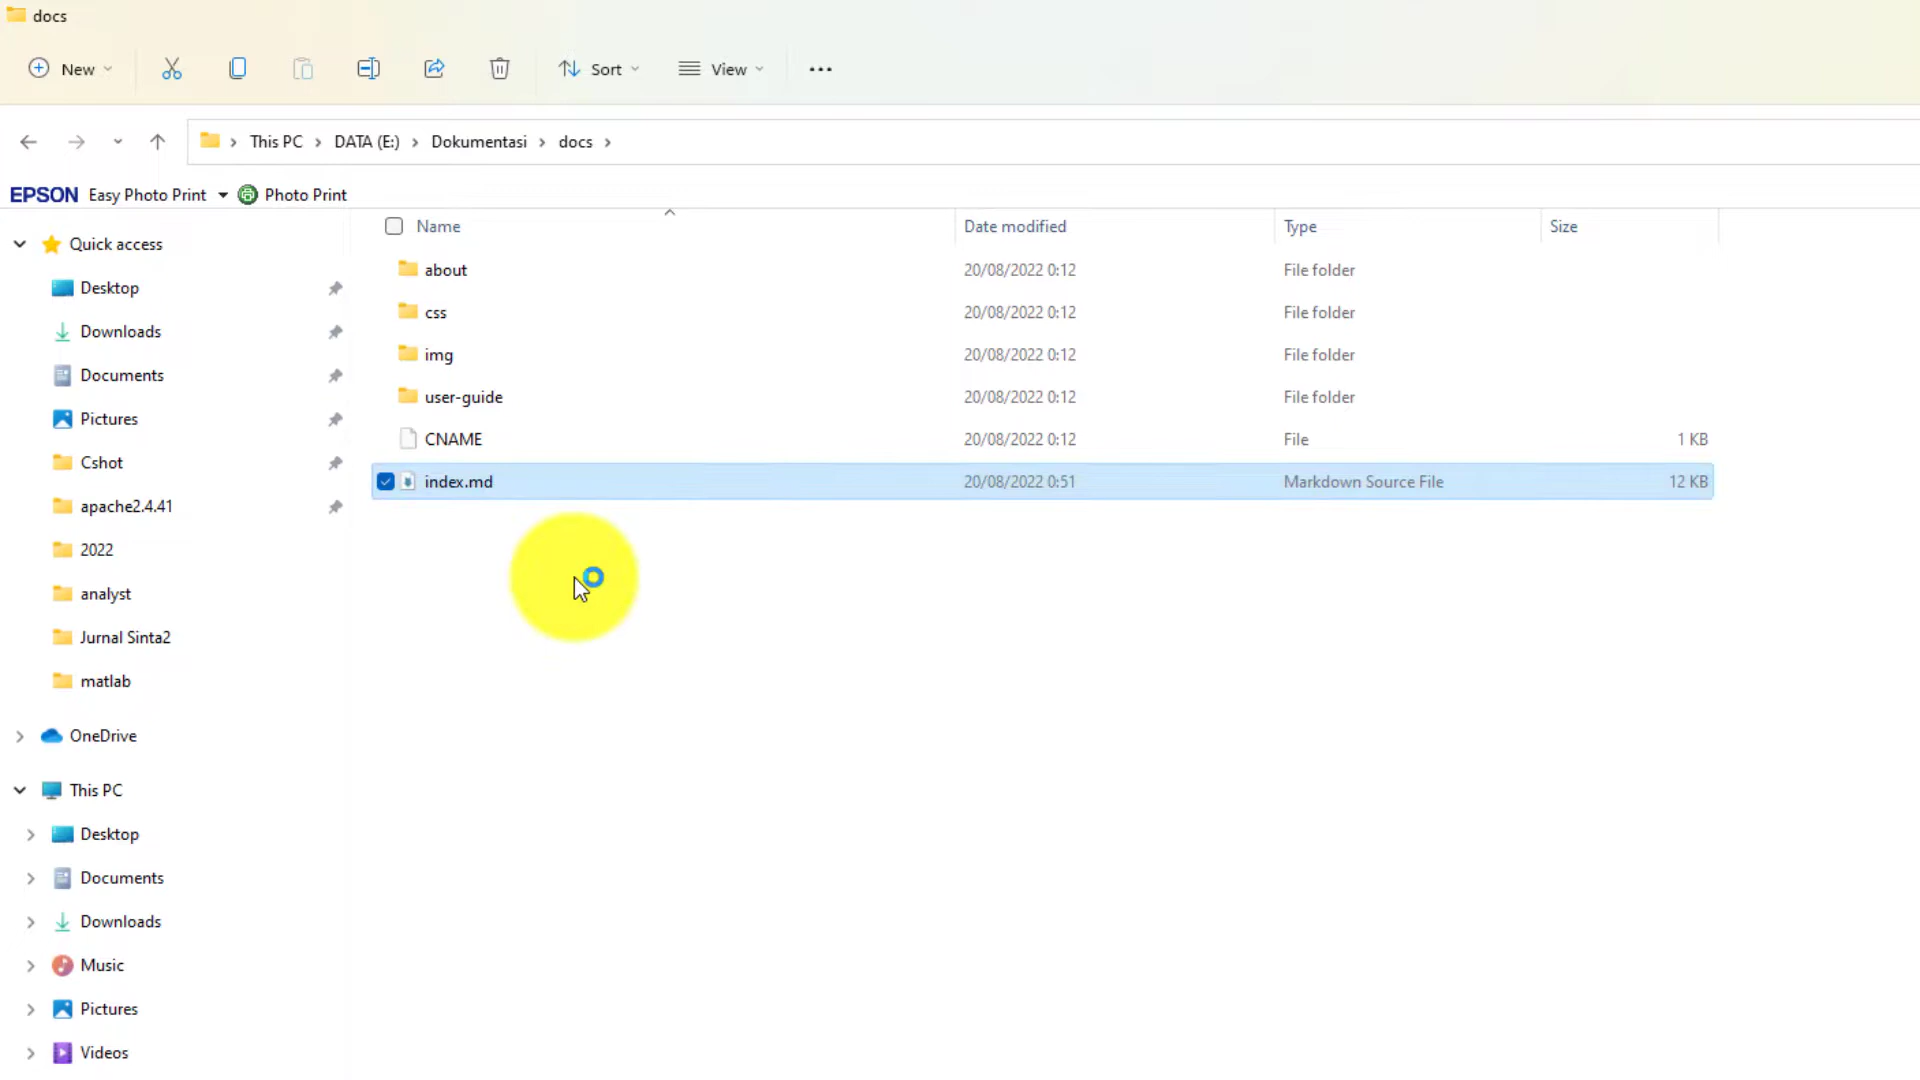 docs
New
Sort
View
This PC
DATA (E:)
Dokumentasi
docs
EPSON Easy Photo Print
Photo Print
Name
Date modified
Type
Size
about 20/08/2022 0:12 File folder
css 20/08/2022 0:12 File folder
img 20/08/2022 0:12 File folder
user-guide 20/08/2022 0:12 File folder
CNAME 20/08/2022 0:12 File 1 KB
index.md 20/08/2022 0:51 Markdown Source File 12 KB
Quick access
Desktop
Downloads
Documents
Pictures
Cshot
apache2.4.41
2022
analyst
Jurnal Sinta2
matlab
OneDrive
This PC
Desktop
Documents
Downloads
Music
Pictures
Videos